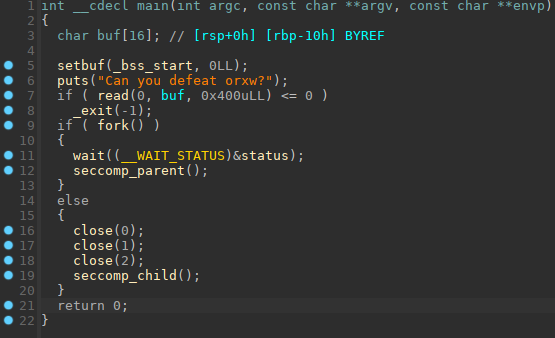 1 int __cdecl main(int argc, const char **argv, const char **envp)
2 {
3   char buf[16]; // [rsp+0h] [rbp-10h] BYREF
4
5   setbuf(_bss_start, 0LL);
6   puts("Can you defeat orxw?");
7   if ( read(0, buf, 0x400uLL) <= 0 )
8     _exit(-1);
9   if ( fork() )
10   {
11     wait((__WAIT_STATUS)&status);
12     seccomp_parent();
13   }
14   else
15   {
16     close(0);
17     close(1);
18     close(2);
19     seccomp_child();
20   }
21   return 0;
22 }